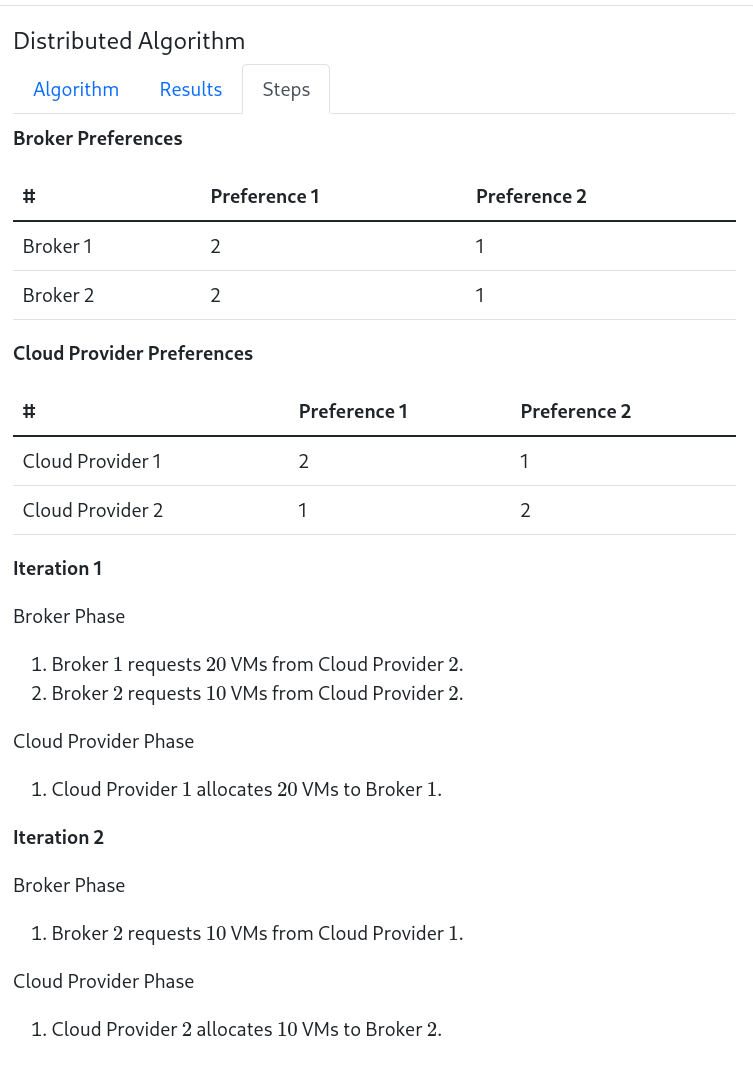 Distributed Algorithm
Algorithm Results Steps
Broker Preferences
# Preference 1 Preference 2
Broker 1 2 1
Broker 2 2 1
Cloud Provider Preferences
# Preference 1 Preference 2
Cloud Provider 1 2 1
Cloud Provider 2 1 2
Iteration 1
Broker Phase
1. Broker 1 requests 20 VMs from Cloud Provider 2.
2. Broker 2 requests 10 VMs from Cloud Provider 2.
Cloud Provider Phase
1. Cloud Provider 1 allocates 20 VMs to Broker 1.
Iteration 2
Broker Phase
1. Broker 2 requests 10 VMs from Cloud Provider 1.
Cloud Provider Phase
1. Cloud Provider 2 allocates 10 VMs to Broker 2.